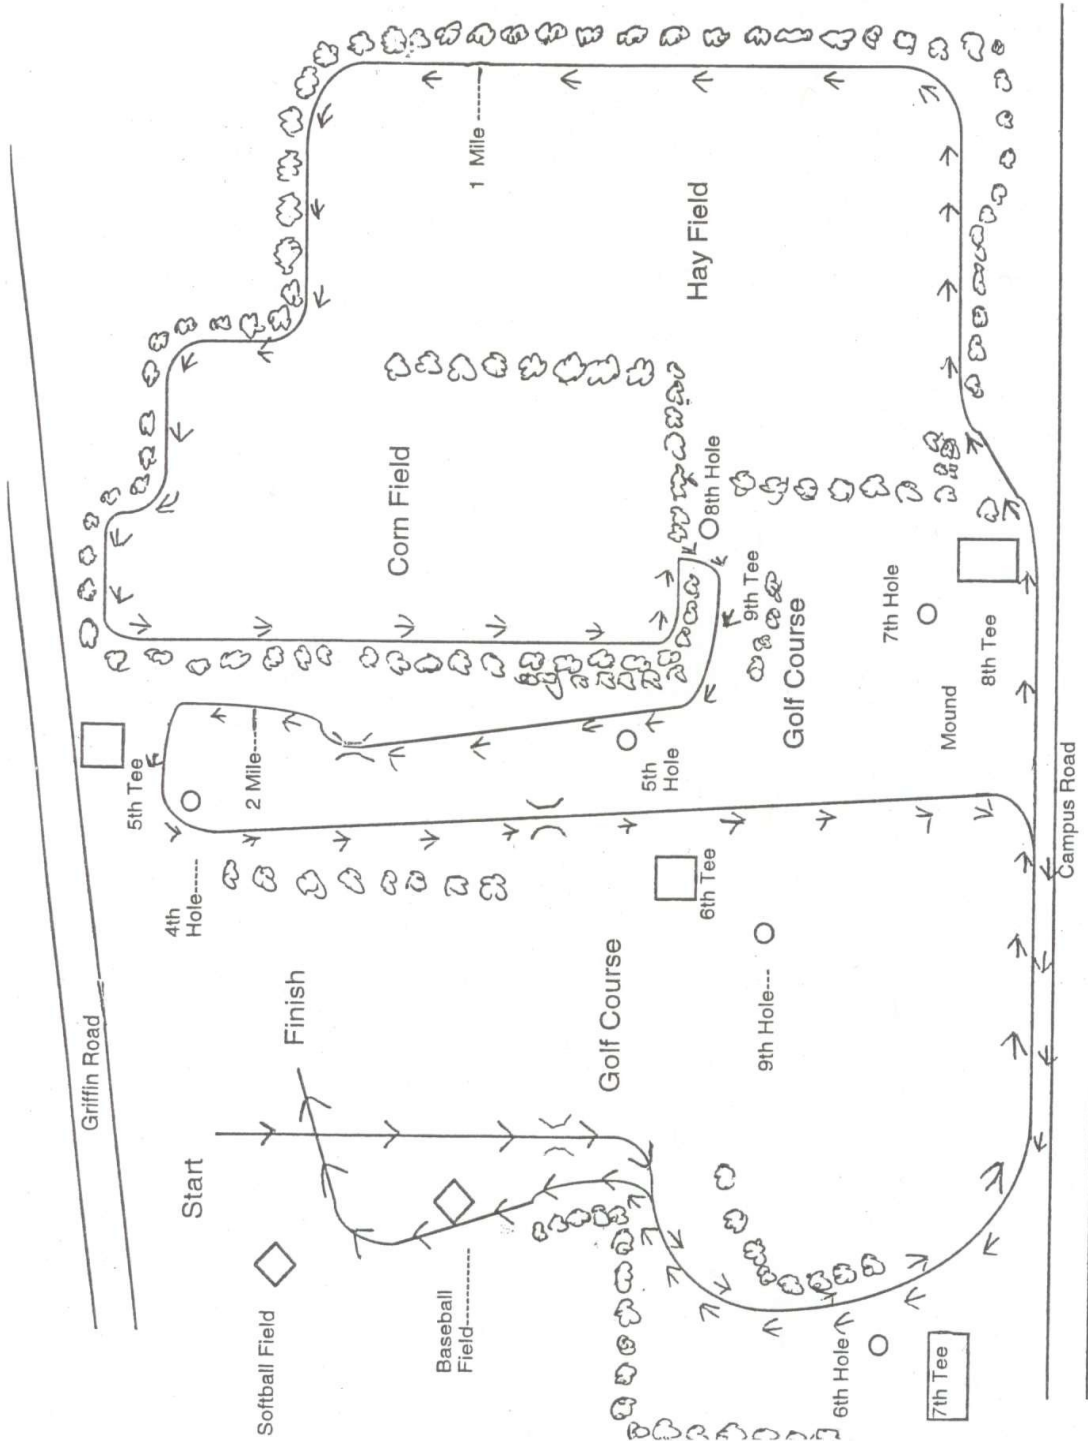 Griffin Road
Softball Field
Start
Finish
4th
Hole-----
5th Tee
2 Mile-----
Corn Field
1 Mile -------
Baseball
Field-----------
Golf Course
5th
Hole
6th Tee
8th Hole
Hay Field
9th Hole---
Golf Course
9th Tee
6th Hole
7th Tee
Mound
7th Hole
8th Tee
Campus Road